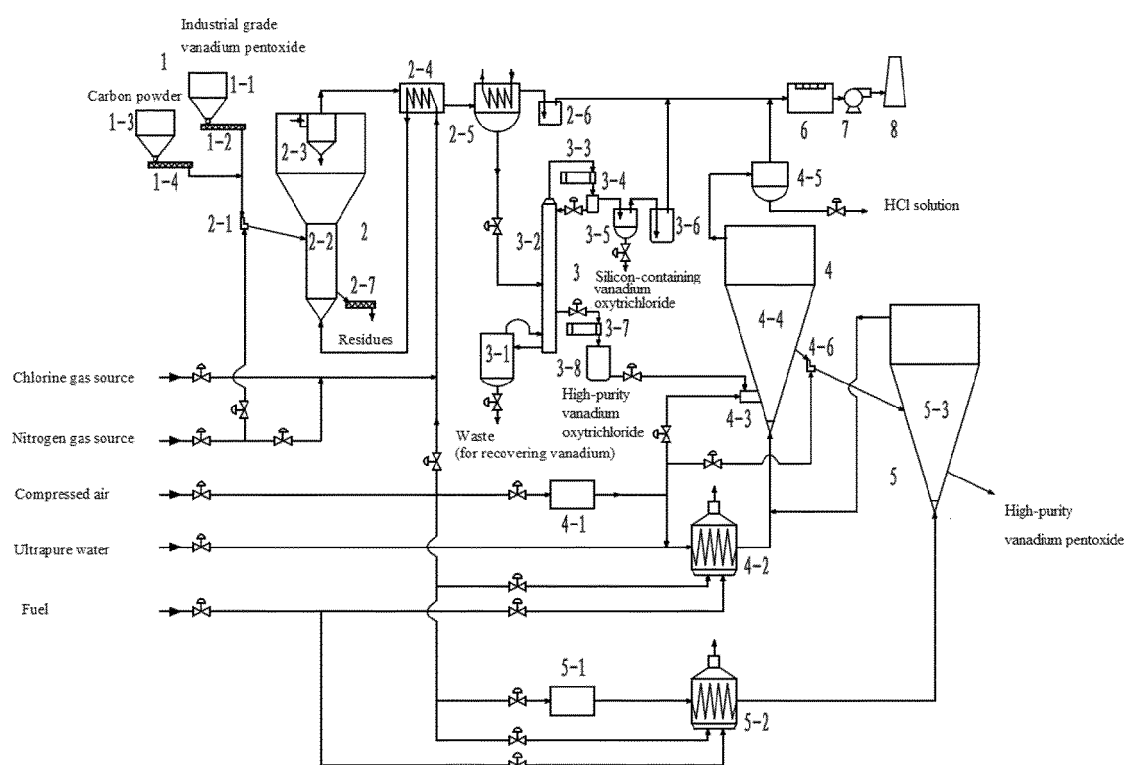 Industrial grade
vanadium pentoxide
1
1-1
Carbon powder
1-3
1-2
1-4
2-4
2-3
2-5
2-6
6
7
8
2-1
2-2
2
2-7
Residues
3-3
3-4
3-2
3-5
3-6
3
Silicon-containing
vanadium
oxytrichloride
4-5
HCl solution
4
4-4
4-6
3-7
3-1
3-8
High-purity
vanadium
oxytrichloride
4-3
5-3
5
Chlorine gas source
Nitrogen gas source
Waste
(for recovering vanadium)
Compressed air
4-1
High-purity
vanadium pentoxide
Ultrapure water
4-2
Fuel
5-1
5-2